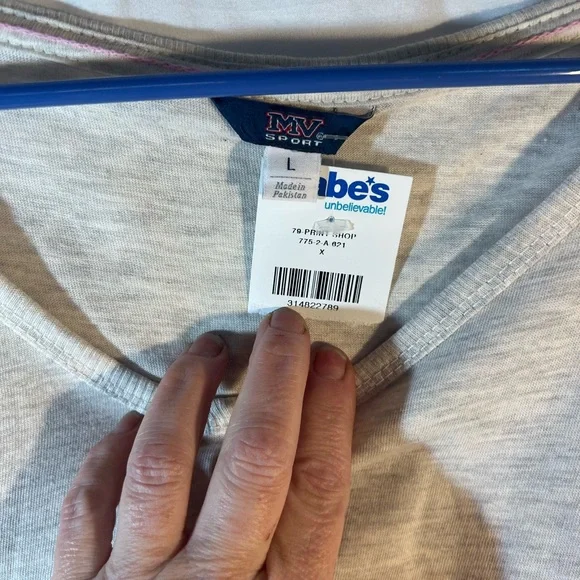 MV
SPORT
L
Made in
Pakistan
abe's
unbelievable!
79-PRINT SHOP
775-2-A 621
X
314822789